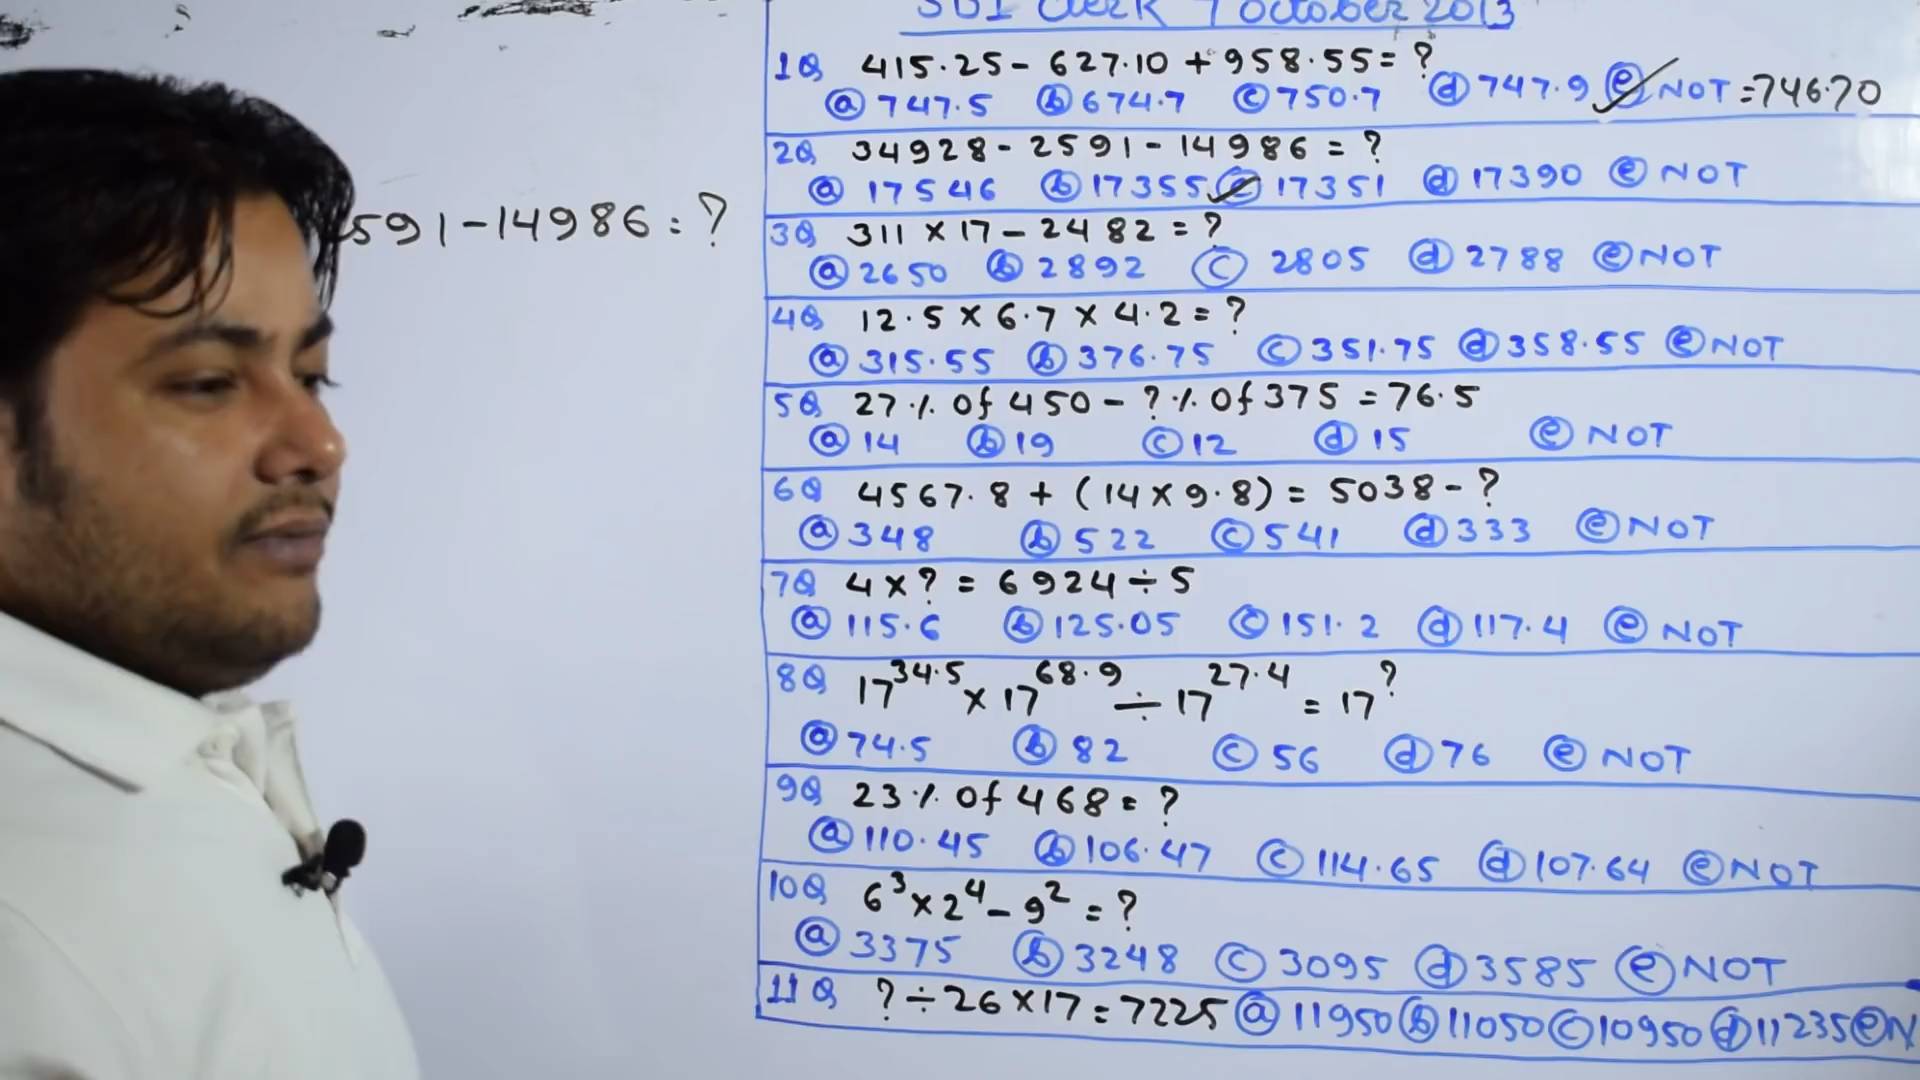 SBI Clerk 7 October 2013
1Q 415.25 - 627.10 + 958.55 = ?
ⓐ 747.5 ⓑ 674.7 ⓒ 750.7 ⓓ 747.9 ⓔ NOT = 746.70
2Q 34928 - 2591 - 14986 = ?
ⓐ 17546 ⓑ 17355 ⓒ 17351 ⓓ 17390 ⓔ NOT
591 - 14986 = ?
3Q 311 × 17 - 2482 = ?
ⓐ 2650 ⓑ 2892 ⓒ 2805 ⓓ 2788 ⓔ NOT
4Q 12.5 × 6.7 × 4.2 = ?
ⓐ 315.55 ⓑ 376.75 ⓒ 351.75 ⓓ 358.55 ⓔ NOT
5Q 27% Of 450 - ?% Of 375 = 76.5
ⓐ 14 ⓑ 19 ⓒ 12 ⓓ 15 ⓔ NOT
6Q 4567.8 + (14 × 9.8) = 5038 - ?
ⓐ 348 ⓑ 522 ⓒ 541 ⓓ 333 ⓔ NOT
7Q 4 × ? = 6924 ÷ 5
ⓐ 115.6 ⓑ 125.05 ⓒ 151.2 ⓓ 117.4 ⓔ NOT
8Q 17^34.5 × 17^68.9 ÷ 17^27.4 = 17^?
ⓐ 74.5 ⓑ 82 ⓒ 56 ⓓ 76 ⓔ NOT
9Q 23% Of 468 = ?
ⓐ 110.45 ⓑ 106.47 ⓒ 114.65 ⓓ 107.64 ⓔ NOT
10Q 6³ × 2⁴ - 9² = ?
ⓐ 3375 ⓑ 3248 ⓒ 3095 ⓓ 3585 ⓔ NOT
11Q ? ÷ 26 × 17 = 7225 ⓐ 11950 ⓑ 11050 ⓒ 10950 ⓓ 11235 ⓔ N